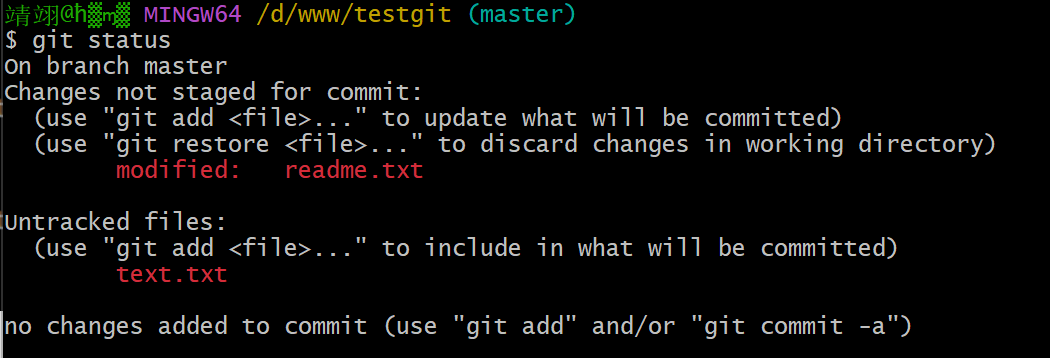 靖翊@ħ▒ՠ▒ MINGW64 /d/www/testgit (master)
$ git status
On branch master
Changes not staged for commit:
  (use "git add <file>..." to update what will be committed)
  (use "git restore <file>..." to discard changes in working directory)
        modified:   readme.txt

Untracked files:
  (use "git add <file>..." to include in what will be committed)
        text.txt

no changes added to commit (use "git add" and/or "git commit -a")